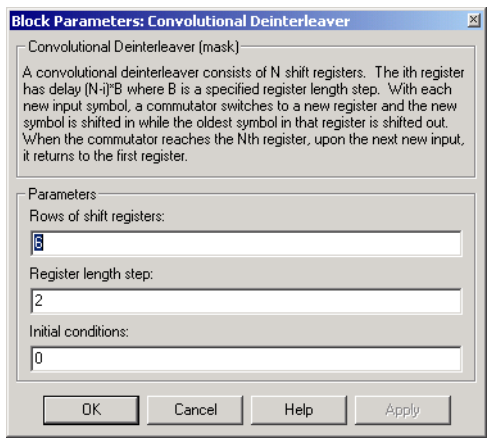 Block Parameters: Convolutional Deinterleaver
Convolutional Deinterleaver (mask)
A convolutional deinterleaver consists of N shift registers.  The ith register
has delay (N-i)*B where B is a specified register length step.  With each
new input symbol, a commutator switches to a new register and the new
symbol is shifted in while the oldest symbol in that register is shifted out.
When the commutator reaches the Nth register, upon the next new input,
it returns to the first register.
Parameters
Rows of shift registers:
6
Register length step:
2
Initial conditions:
0
OK Cancel Help Apply